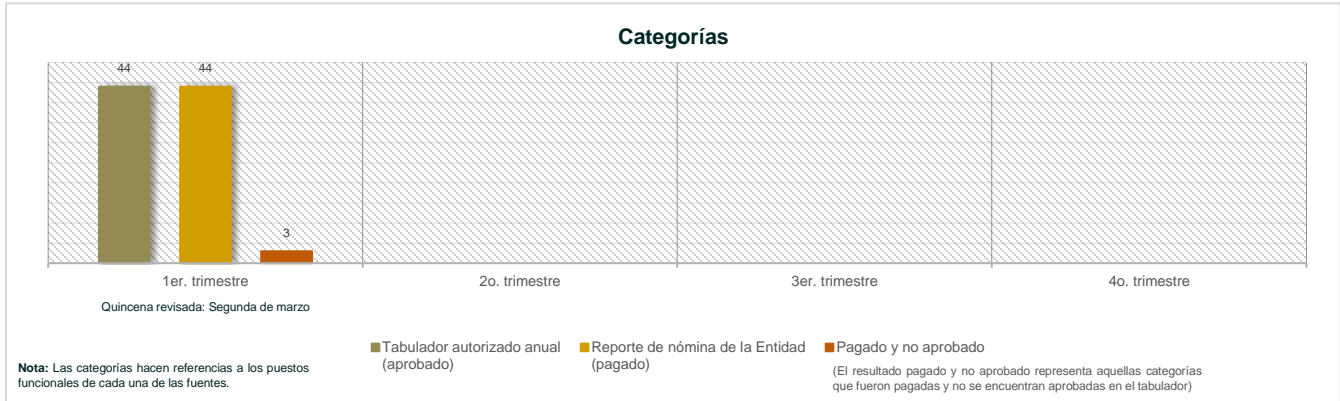 Categorías
44
44
3
1er. trimestre
2o. trimestre
3er. trimestre
4o. trimestre
Quincena revisada: Segunda de marzo
Tabulador autorizado anual
(aprobado)
Reporte de nómina de la Entidad
(pagado)
Pagado y no aprobado
(El resultado pagado y no aprobado representa aquellas categorías
que fueron pagadas y no se encuentran aprobadas en el tabulador)
Nota: Las categorías hacen referencias a los puestos
funcionales de cada una de las fuentes.